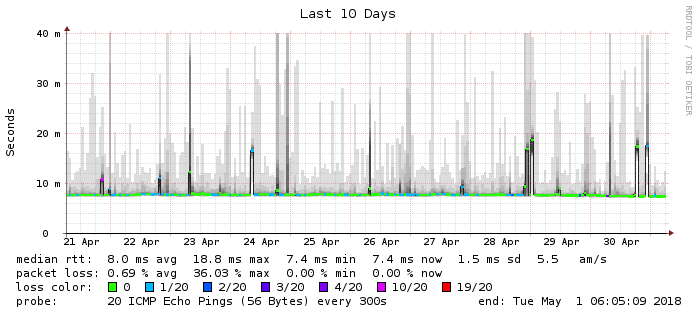 Last 10 Days
RRDTOOL / TOBI OETIKER
Seconds
40 m
30 m
20 m
10 m
0
21 Apr 22 Apr 23 Apr 24 Apr 25 Apr 26 Apr 27 Apr 28 Apr 29 Apr 30 Apr
median rtt: 8.0 ms avg 18.8 ms max 7.4 ms min 7.4 ms now 1.5 ms sd 5.5 am/s
packet loss: 0.69 % avg 36.03 % max 0.00 % min 0.00 % now
loss color: 0 1/20 2/20 3/20 4/20 10/20 19/20
probe: 20 ICMP Echo Pings (56 Bytes) every 300s end: Tue May 1 06:05:09 2018